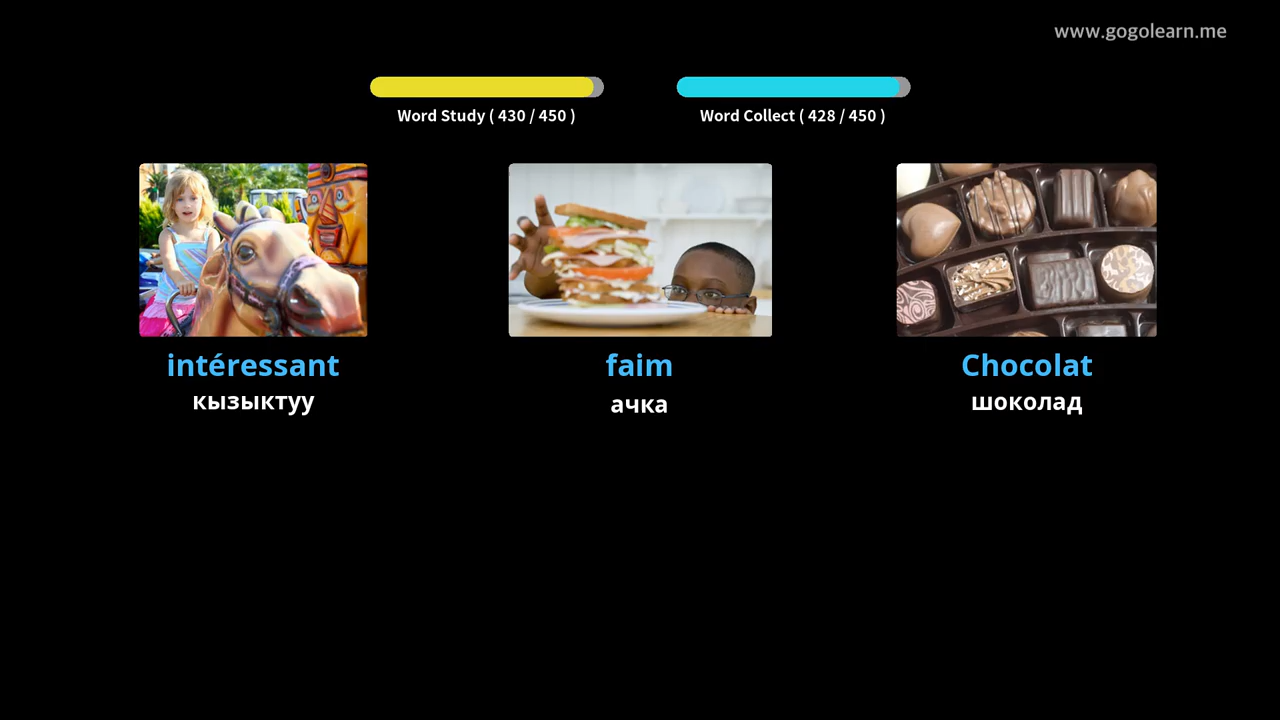 www.gogolearn.me
Word Study ( 430 / 450 )
Word Collect ( 428 / 450 )
intéressant
кызыктуу
faim
ачка
Chocolat
шоколад